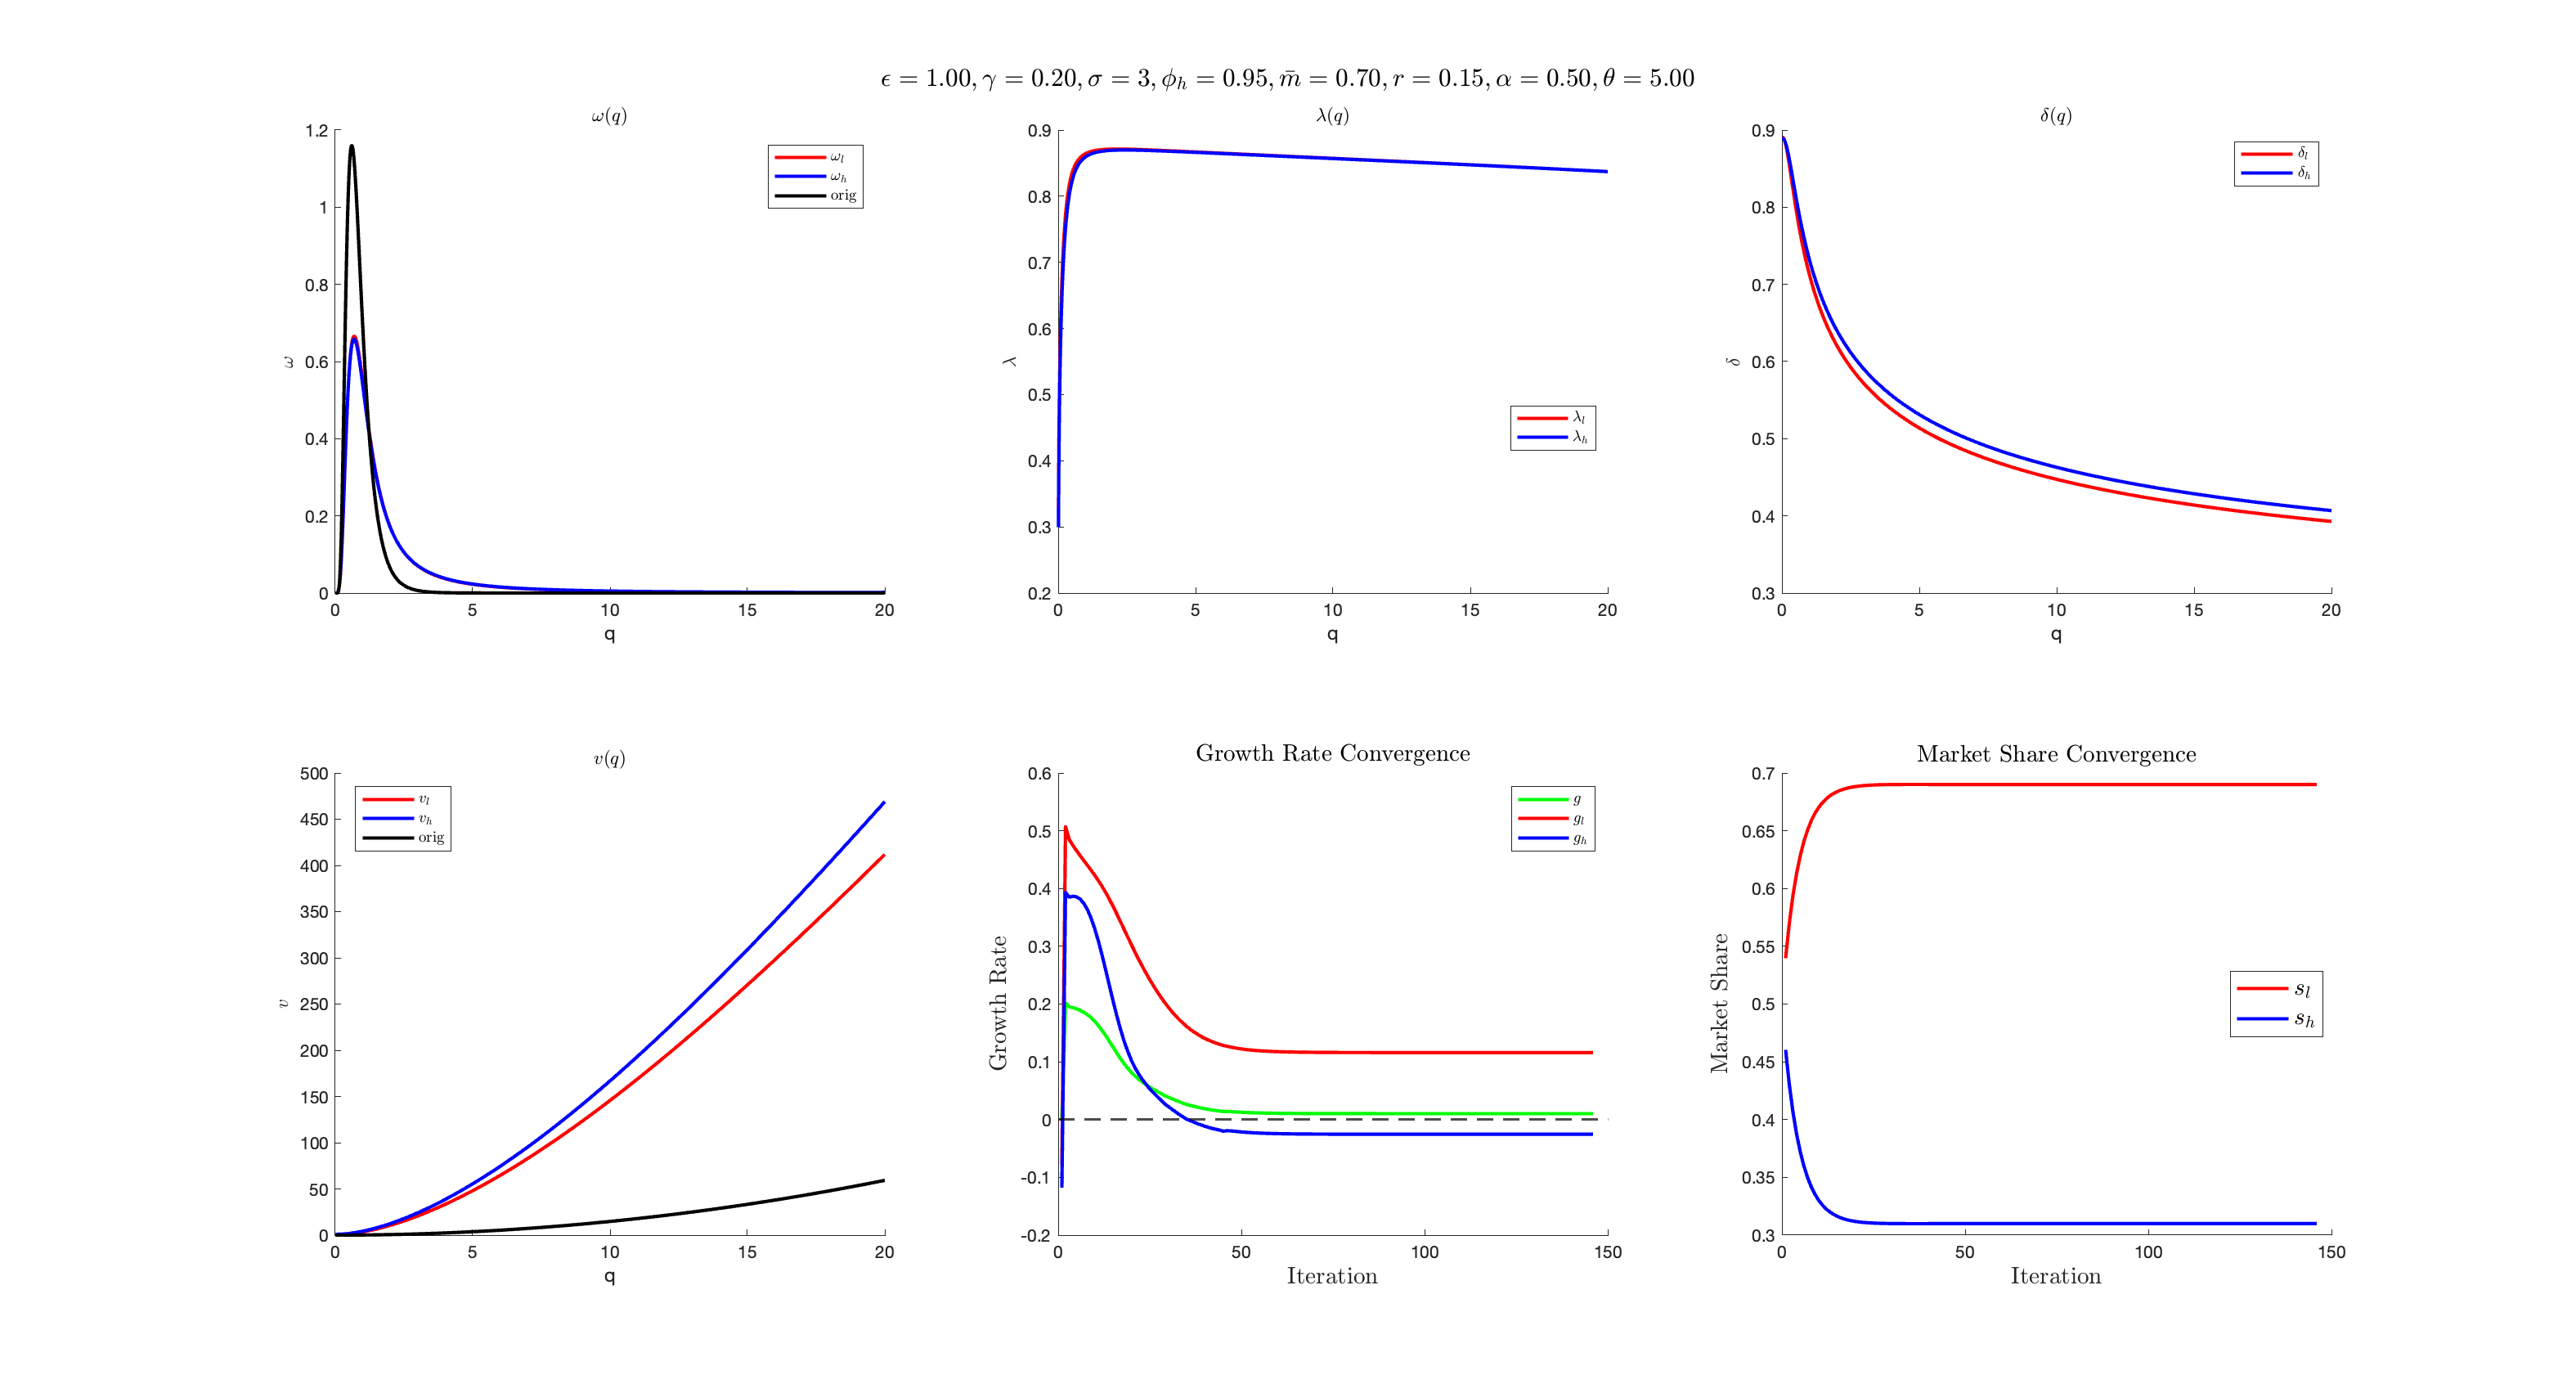 ϵ = 1.00, γ = 0.20, σ = 3, ϕ_h = 0.95, m̄ = 0.70, r = 0.15, α = 0.50, θ = 5.00
ω(q)
ω
1.2
1
0.8
0.6
0.4
0.2
0
0 5 10 15 20
q
ω_l
ω_h
orig
λ(q)
λ
0.9
0.8
0.7
0.6
0.5
0.4
0.3
0.2
0 5 10 15 20
q
λ_l
λ_h
δ(q)
δ
0.9
0.8
0.7
0.6
0.5
0.4
0.3
0 5 10 15 20
q
δ_l
δ_h
v(q)
v
500
450
400
350
300
250
200
150
100
50
0
0 5 10 15 20
q
v_l
v_h
orig
Growth Rate Convergence
Growth Rate
0.6
0.5
0.4
0.3
0.2
0.1
0
-0.1
-0.2
0 50 100 150
Iteration
g
g_l
g_h
Market Share Convergence
Market Share
0.7
0.65
0.6
0.55
0.5
0.45
0.4
0.35
0.3
0 50 100 150
Iteration
s_l
s_h